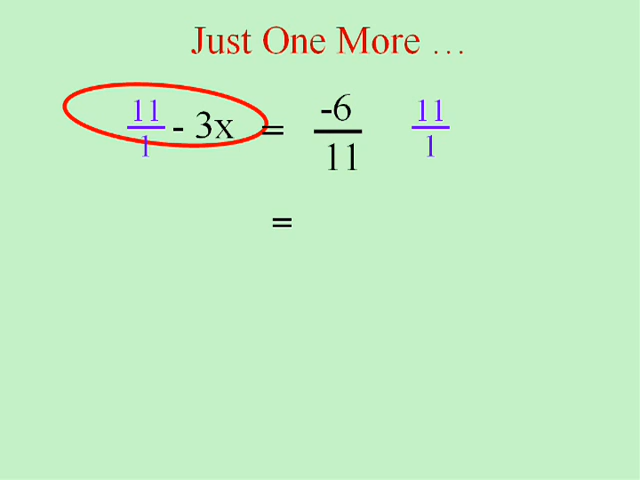 Just One More …
11/1 - 3x = -6/11 11/1
=